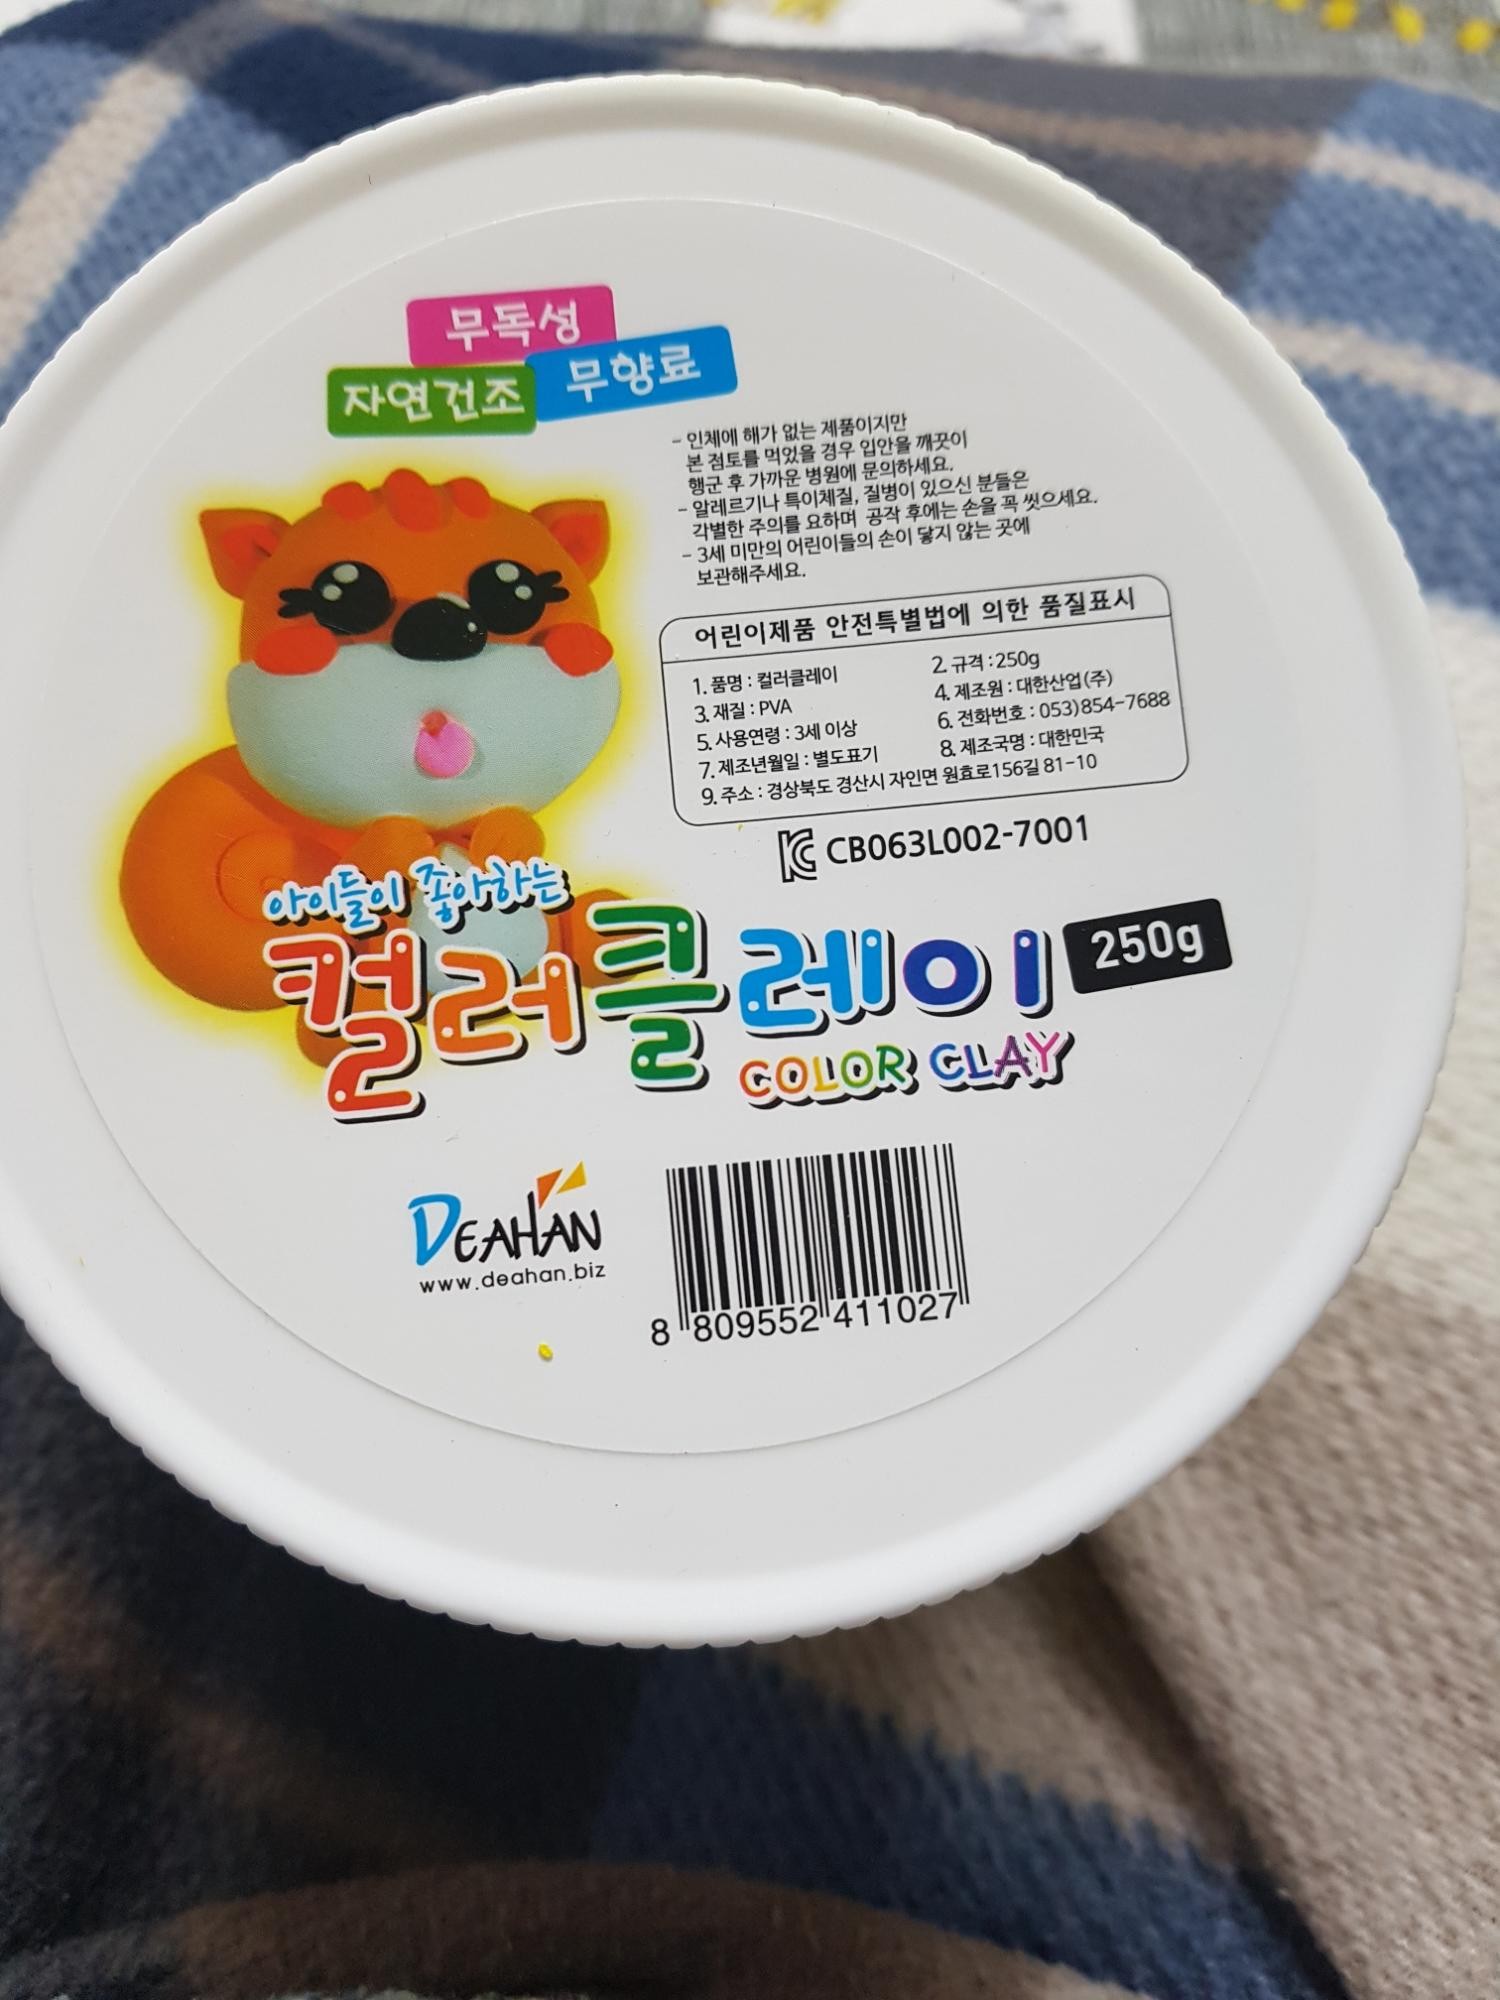 무독성
자연건조 무향료
- 인체에 해가 없는 제품이지만
본 점토를 먹었을 경우 입안을 깨끗이
행군 후 가까운 병원에 문의하세요.
- 알레르기나 특이체질, 질병이 있으신 분들은
각별한 주의를 요하며 공작 후에는 손을 꼭 씻으세요.
- 3세 미만의 어린이들의 손이 닿지 않는 곳에
보관해주세요.
어린이제품 안전특별법에 의한 품질표시
1. 품명 : 컬러클레이 2. 규격 : 250g
3. 재질 : PVA 4. 제조원 : 대한산업(주)
5. 사용연령 : 3세 이상 6. 전화번호 : 053)854-7688
7. 제조년월일 : 별도표기 8. 제조국명 : 대한민국
9. 주소 : 경상북도 경산시 자인면 원효로156길 81-10
KC CB063L002-7001
아이들이 좋아하는
컬러클레이 250g
COLOR CLAY
DEAHAN
www.deahan.biz
8 809552 411027